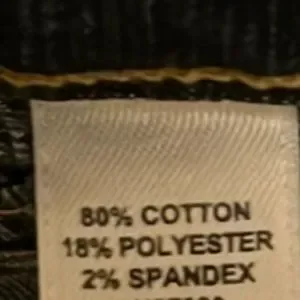 80% COTTON
18% POLYESTER
2% SPANDEX